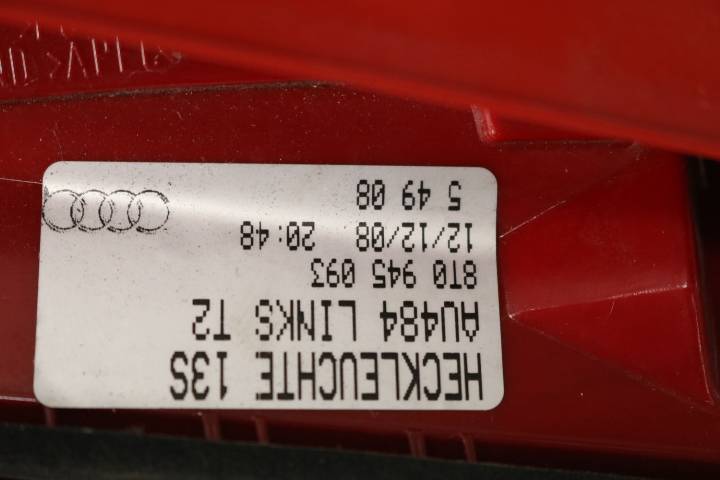 HECKLEUCHTE 13S
AU484 LINKS T2
8T0 945 093
12/12/08 20:48
5 49 08